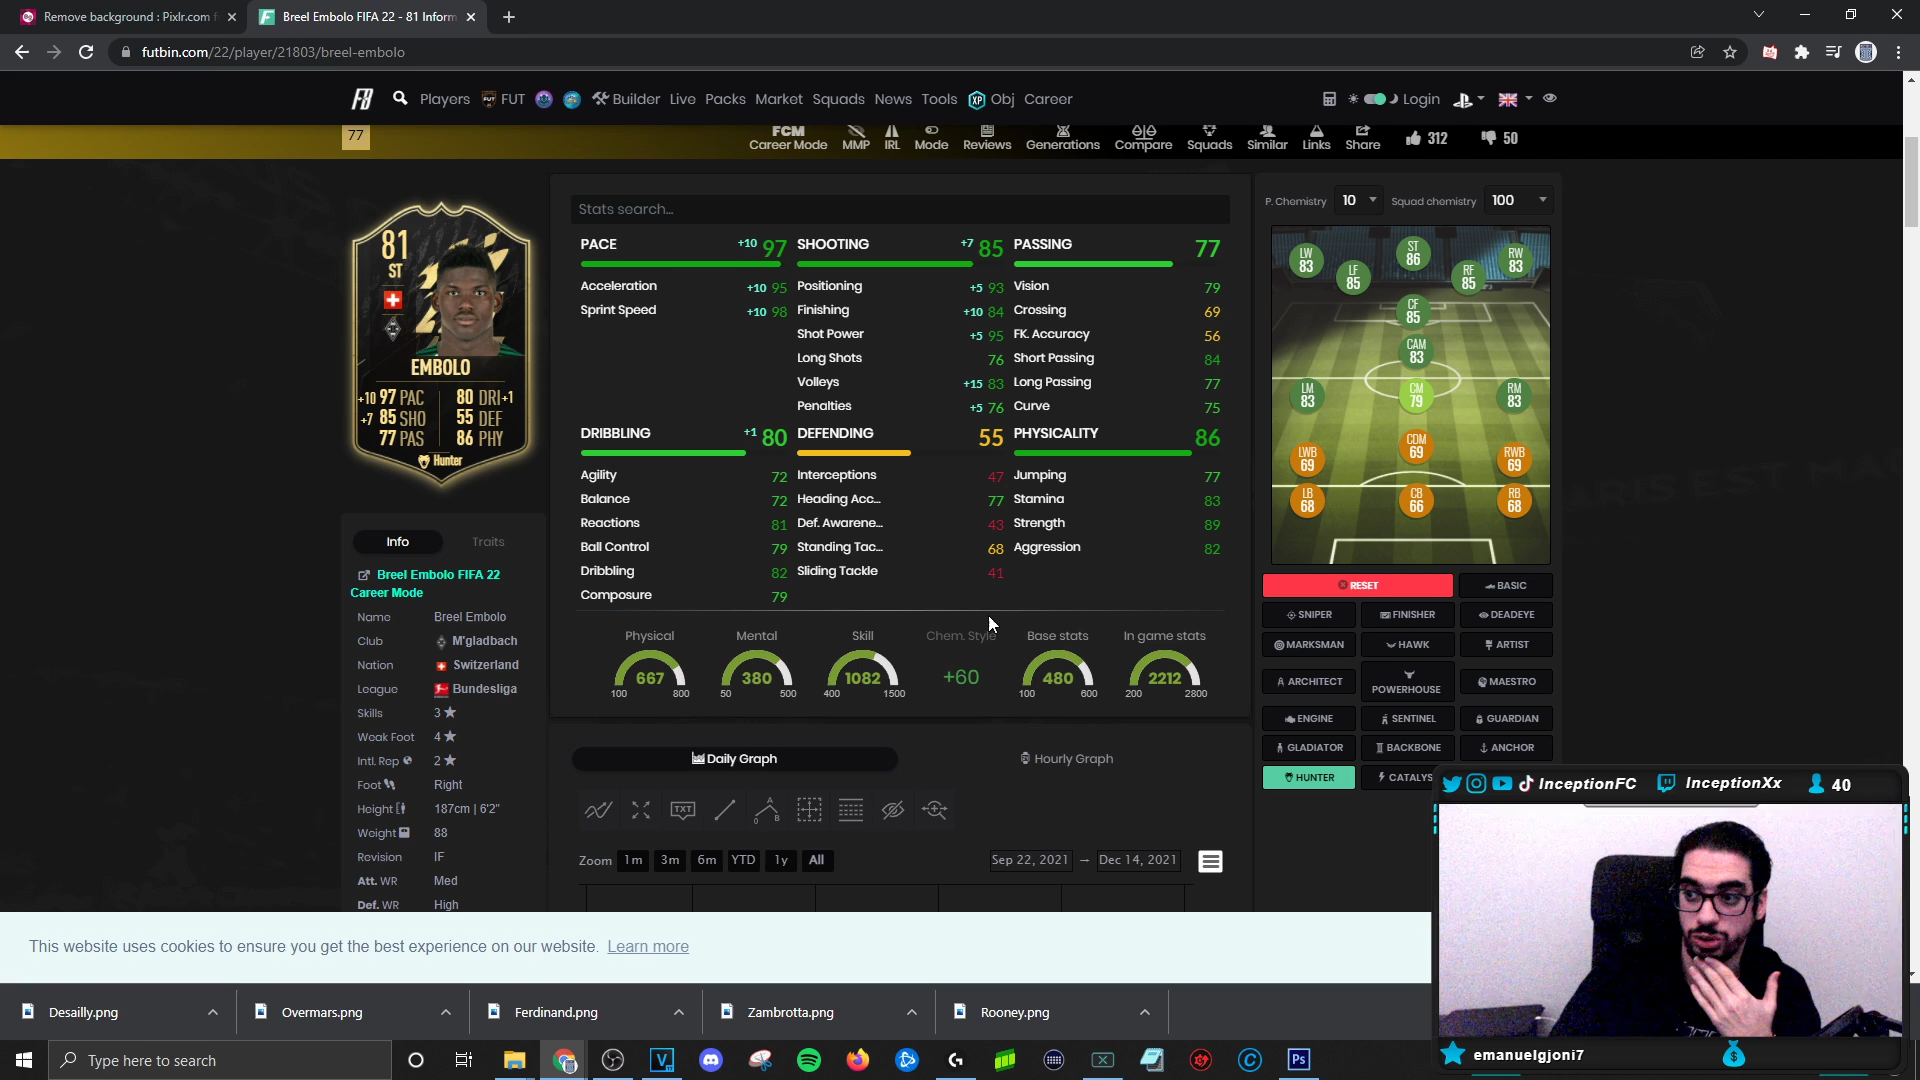 Remove background : Pixlr.com
Breel Embolo FIFA 22 - 81 Inform
futbin.com/22/player/21803/breel-embolo
Players FUT Builder Live Packs Market Squads News Tools XP Obj Career Login
77
FCM
Career Mode MMP IRL Mode Reviews Generations Compare Squads Similar Links Share 312 50
Stats search...
P. Chemistry 10 Squad chemistry 100
81
ST
EMBOLO
+10 97 PAC 80 DRI+1
+7 85 SHO 55 DEF
77 PAS 86 PHY
Hunter
PACE +10 97 SHOOTING +7 85 PASSING 77
Acceleration +10 95 Positioning +5 93 Vision 79
Sprint Speed +10 98 Finishing +10 84 Crossing 69
Shot Power +5 95 FK. Accuracy 56
Long Shots 76 Short Passing 84
Volleys +15 83 Long Passing 77
Penalties +5 76 Curve 75
DRIBBLING +1 80 DEFENDING 55 PHYSICALITY 86
Agility 72 Interceptions 47 Jumping 77
Balance 72 Heading Acc... 77 Stamina 83
Reactions 81 Def. Awarene... 43 Strength 89
Ball Control 79 Standing Tac... 68 Aggression 82
Dribbling 82 Sliding Tackle 41
Composure 79
Physical Mental Skill Chem. Style Base stats In game stats
667 380 1082 +60 480 2212
100 800 50 500 400 1500 100 600 200 2800
LW 83
ST 86
RW 83
LF 85
RF 85
CF 85
CAM 83
LM 83
CM 79
RM 83
LWB 69
CDM 69
RWB 69
LB 68
CB 66
RB 68
RESET BASIC
SNIPER FINISHER DEADEYE
MARKSMAN HAWK ARTIST
ARCHITECT POWERHOUSE MAESTRO
ENGINE SENTINEL GUARDIAN
GLADIATOR BACKBONE ANCHOR
HUNTER CATALYS
Info Traits
Breel Embolo FIFA 22
Career Mode
Name Breel Embolo
Club M'gladbach
Nation Switzerland
League Bundesliga
Skills 3
Weak Foot 4
Intl. Rep 2
Foot Right
Height 187cm | 6'2"
Weight 88
Revision IF
Att. WR Med
Def. WR High
Daily Graph Hourly Graph
TXT
Zoom 1m 3m 6m YTD 1y All Sep 22, 2021 → Dec 14, 2021
InceptionFC InceptionXx 40
emanuelgjoni7
This website uses cookies to ensure you get the best experience on our website. Learn more
Desailly.png Overmars.png Ferdinand.png Zambrotta.png Rooney.png
Type here to search
Ps